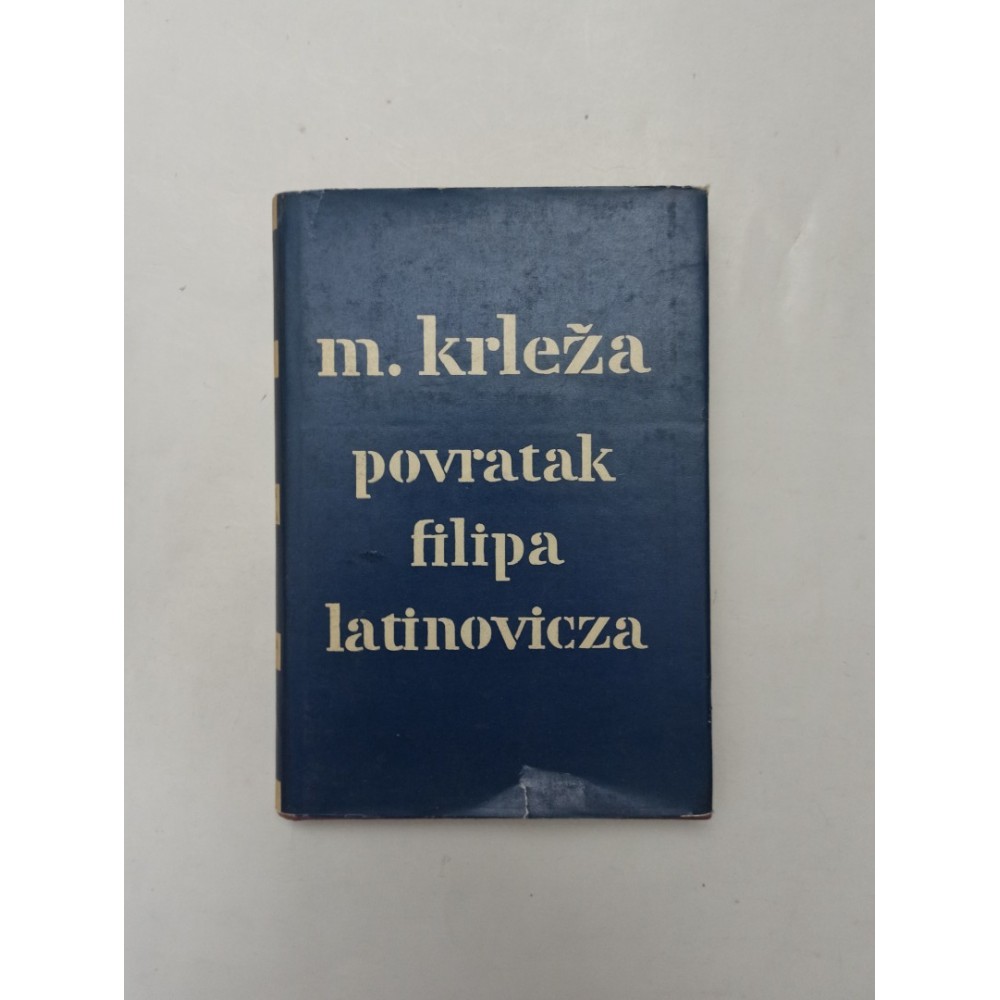 m. krleža
povratak
filipa
latinovicza